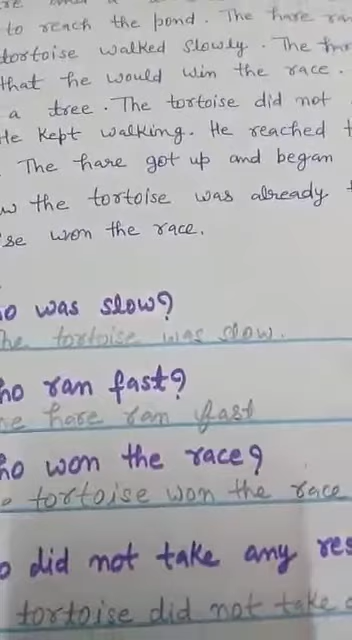 to reach the pond. The hare ran
tortoise walked slowly. The hare
that he would win the race.
a tree. The tortoise did not
He kept walking. He reached
The hare got up and began
the tortoise was already
won the race.
was slow?
The tortoise was slow.
ran fast?
hare ran fast
won the race?
tortoise won the race
did not take any
tortoise did not take